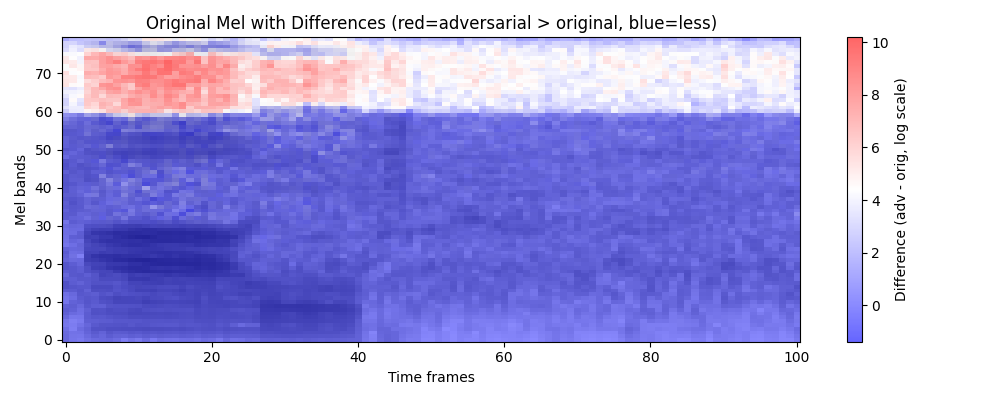 Original Mel with Differences (red=adversarial > original, blue=less)
Mel bands
70
60
50
40
30
20
10
0
0 20 40 60 80 100
Time frames
10
8
6
4
2
0
Difference (adv - orig, log scale)